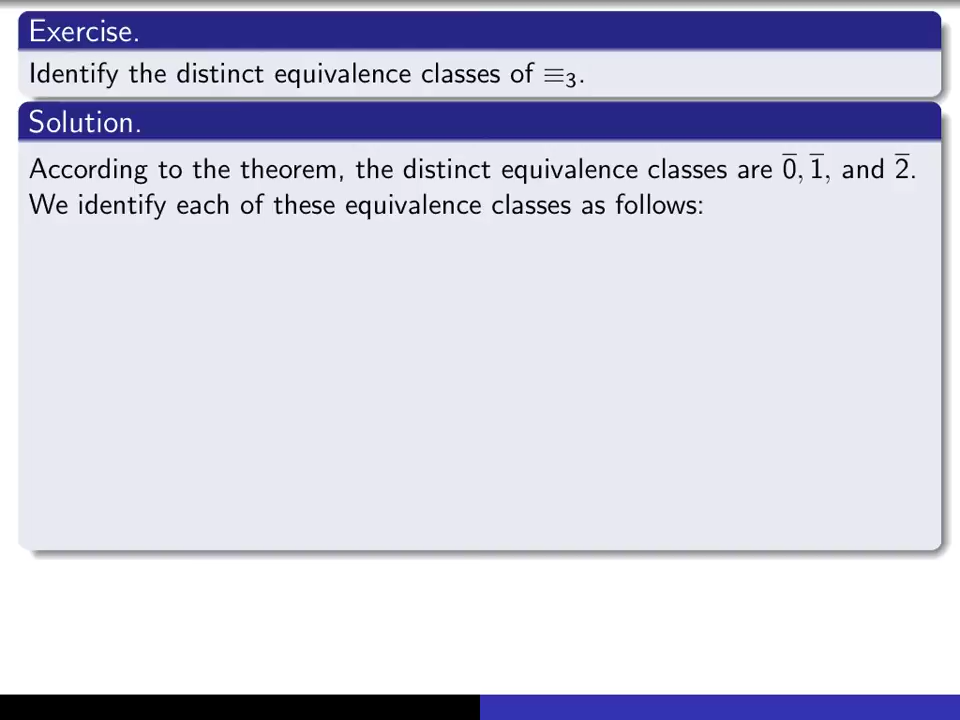 Exercise.
Identify the distinct equivalence classes of ≡₃.
Solution.
According to the theorem, the distinct equivalence classes are 0̅, 1̅, and 2̅.
We identify each of these equivalence classes as follows: